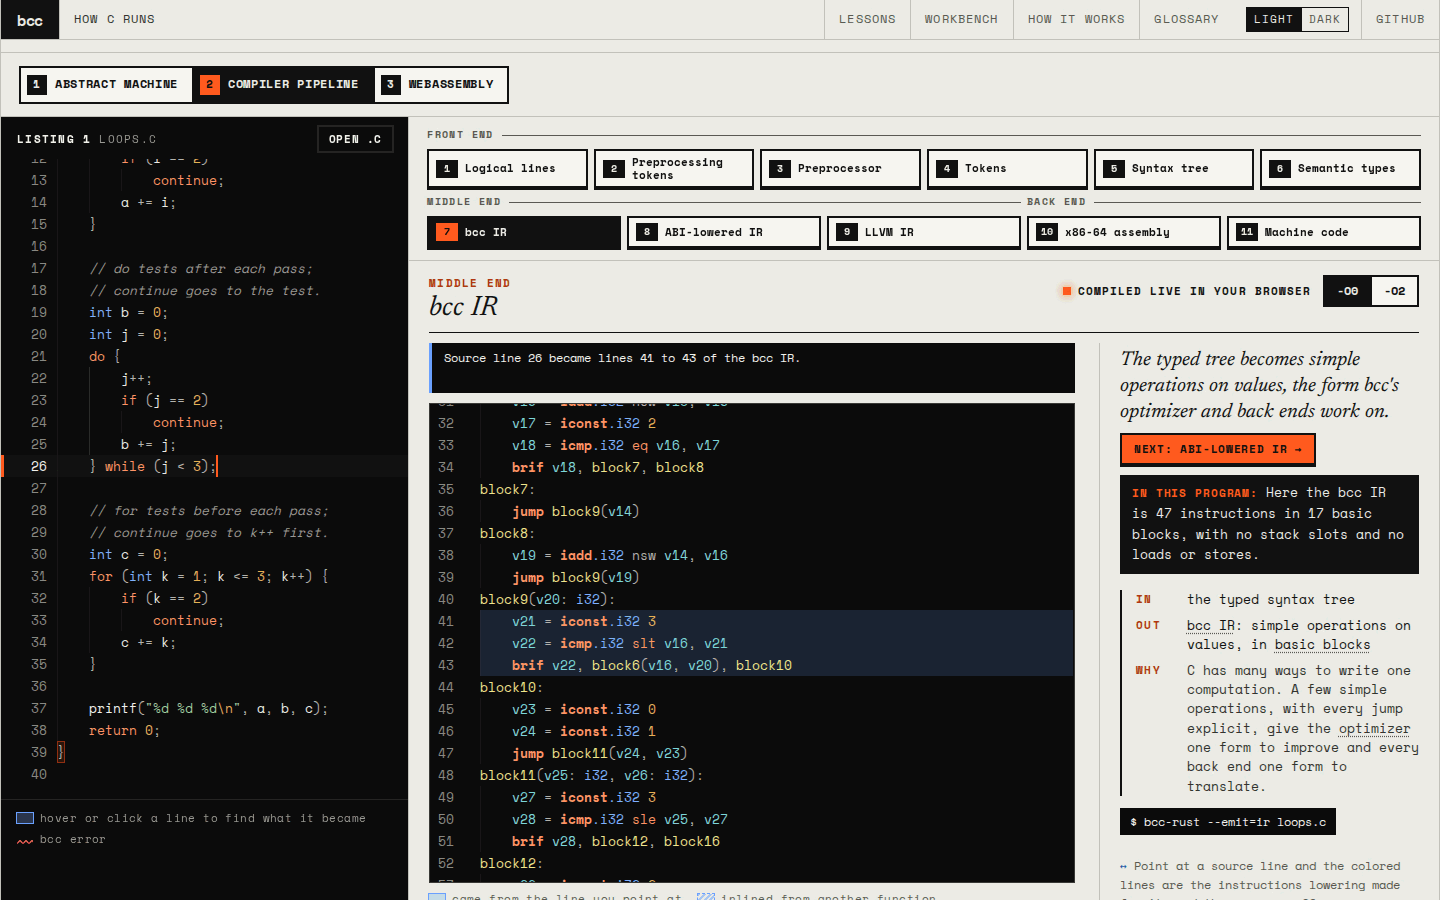 bcc HOW C RUNS LESSONS WORKBENCH HOW IT WORKS GLOSSARY LIGHT DARK GITHUB
1 ABSTRACT MACHINE 2 COMPILER PIPELINE 3 WEBASSEMBLY
LISTING 1 LOOPS.C OPEN .C
12 if (i == 2)
13 continue;
14 a += i;
15 }
16
17 // do tests after each pass;
18 // continue goes to the test.
19 int b = 0;
20 int j = 0;
21 do {
22 j++;
23 if (j == 2)
24 continue;
25 b += j;
26 } while (j < 3);
27
28 // for tests before each pass;
29 // continue goes to k++ first.
30 int c = 0;
31 for (int k = 1; k <= 3; k++) {
32 if (k == 2)
33 continue;
34 c += k;
35 }
36
37 printf("%d %d %d\n", a, b, c);
38 return 0;
39 }
40
hover or click a line to find what it became
bcc error
FRONT END
1 Logical lines 2 Preprocessing tokens 3 Preprocessor 4 Tokens 5 Syntax tree 6 Semantic types
MIDDLE END BACK END
7 bcc IR 8 ABI-lowered IR 9 LLVM IR 10 x86-64 assembly 11 Machine code
MIDDLE END
bcc IR
COMPILED LIVE IN YOUR BROWSER -O0 -O2
Source line 26 became lines 41 to 43 of the bcc IR.
32 v17 = iconst.i32 2
33 v18 = icmp.i32 eq v16, v17
34 brif v18, block7, block8
35 block7:
36 jump block9(v14)
37 block8:
38 v19 = iadd.i32 nsw v14, v16
39 jump block9(v19)
40 block9(v20: i32):
41 v21 = iconst.i32 3
42 v22 = icmp.i32 slt v16, v21
43 brif v22, block6(v16, v20), block10
44 block10:
45 v23 = iconst.i32 0
46 v24 = iconst.i32 1
47 jump block11(v24, v23)
48 block11(v25: i32, v26: i32):
49 v27 = iconst.i32 3
50 v28 = icmp.i32 sle v25, v27
51 brif v28, block12, block16
52 block12:
came from the line you point at inlined from another function
The typed tree becomes simple
operations on values, the form bcc's
optimizer and back ends work on.
NEXT: ABI-LOWERED IR →
IN THIS PROGRAM: Here the bcc IR
is 47 instructions in 17 basic
blocks, with no stack slots and no
loads or stores.
IN the typed syntax tree
OUT bcc IR: simple operations on
values, in basic blocks
WHY C has many ways to write one
computation. A few simple
operations, with every jump
explicit, give the optimizer
one form to improve and every
back end one form to
translate.
$ bcc-rust --emit=ir loops.c
↔ Point at a source line and the colored
lines are the instructions lowering made